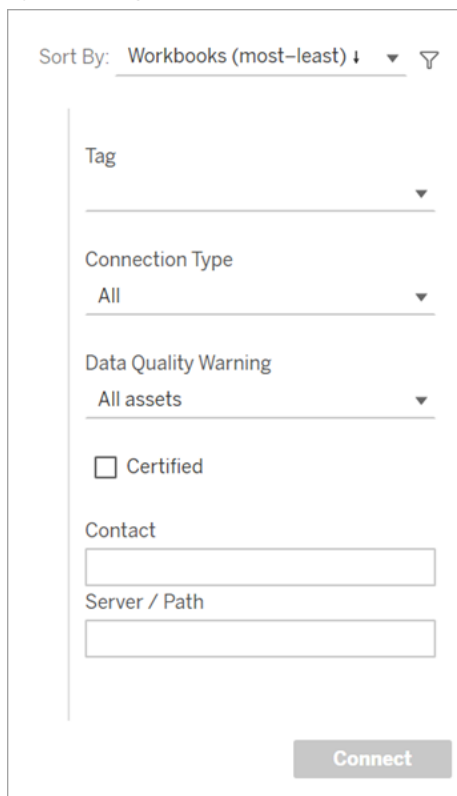 Sort By: Workbooks (most–least) ↓
Tag
Connection Type
All
Data Quality Warning
All assets
Certified
Contact
Server / Path
Connect